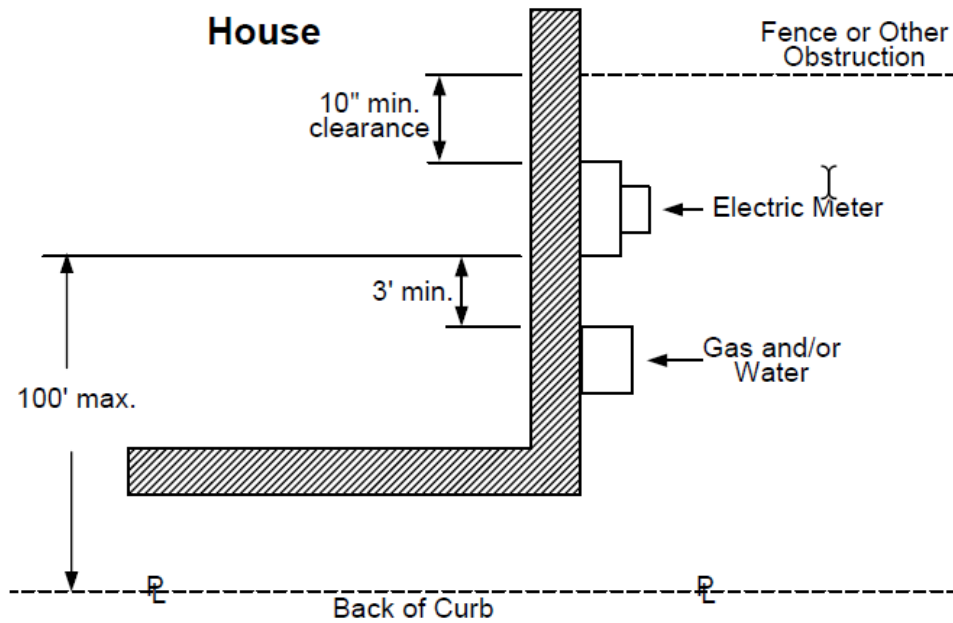 House
Fence or Other
Obstruction
10" min.
clearance
Electric Meter
3' min.
Gas and/or
Water
100' max.
PL
PL
Back of Curb